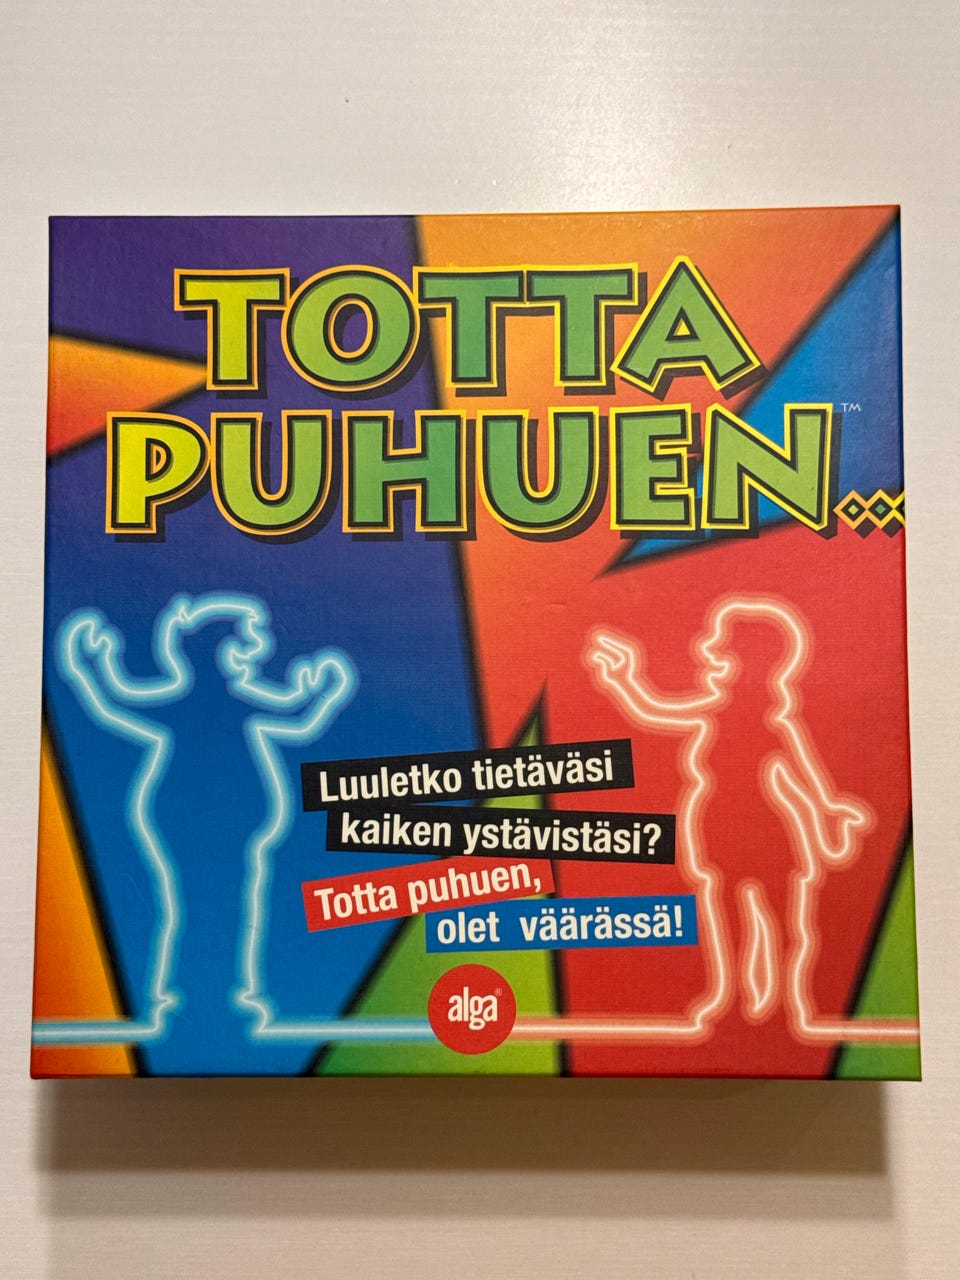 TOTTA
PUHUEN...™
Luuletko tietäväsi
kaiken ystävistäsi?
Totta puhuen,
olet väärässä!
alga®